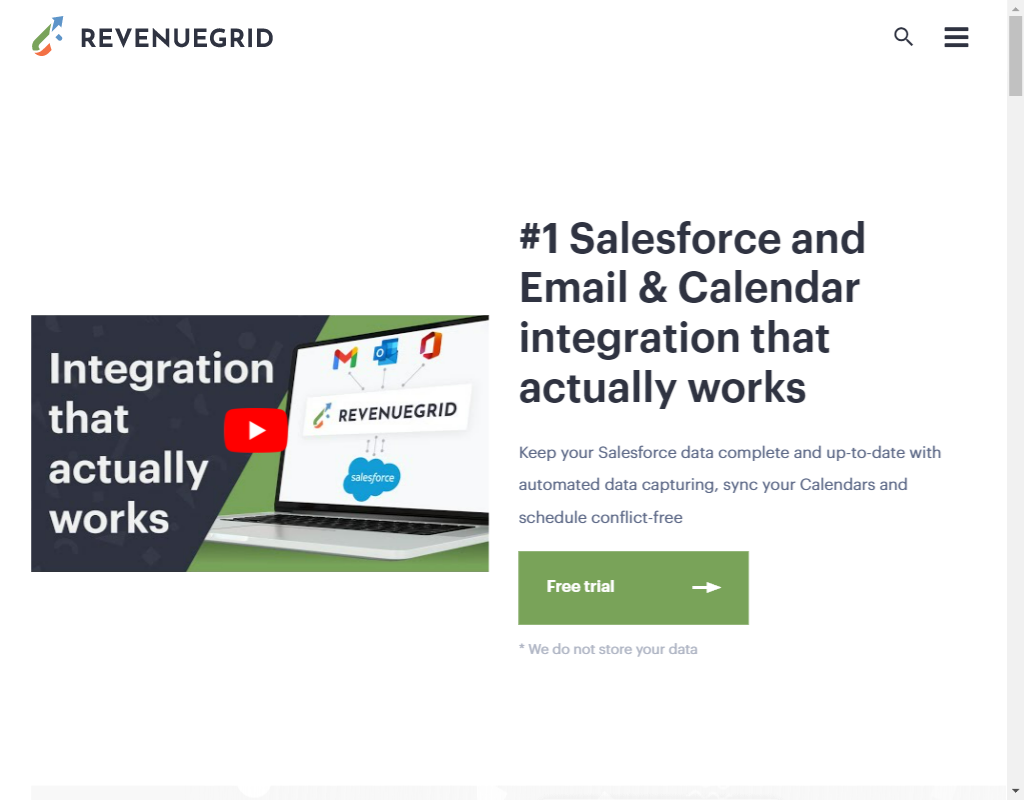 REVENUEGRID
Integration
that
actually
works
REVENUEGRID
salesforce
#1 Salesforce and
Email & Calendar
integration that
actually works
Keep your Salesforce data complete and up-to-date with
automated data capturing, sync your Calendars and
schedule conflict-free
Free trial
* We do not store your data